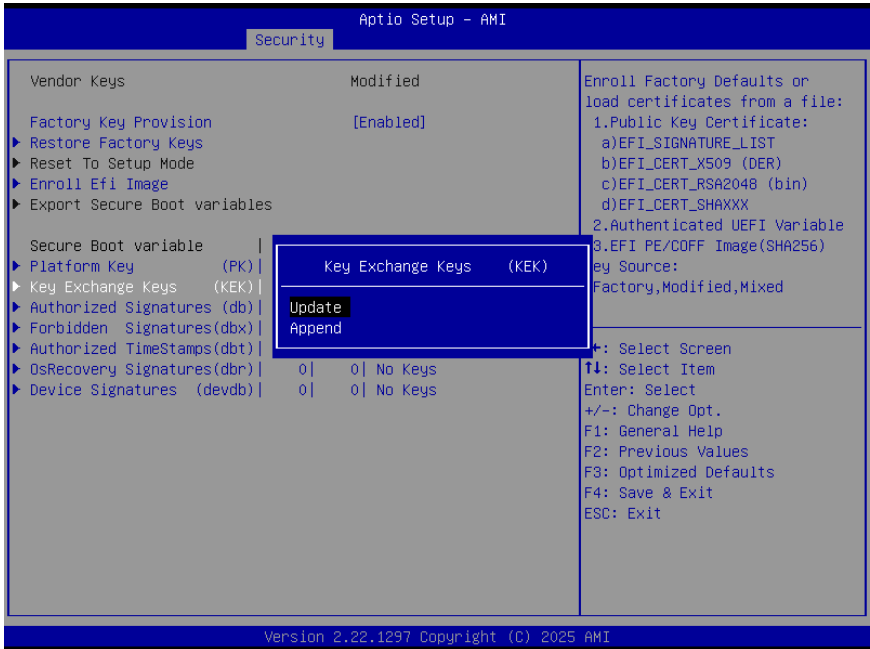 Aptio Setup – AMI
Security
Vendor Keys Modified
Factory Key Provision [Enabled]
Restore Factory Keys
Reset To Setup Mode
Enroll Efi Image
Export Secure Boot variables
Secure Boot variable |
Platform Key (PK)|
Key Exchange Keys (KEK)|
Authorized Signatures (db)|
Forbidden Signatures(dbx)|
Authorized TimeStamps(dbt)|
OsRecovery Signatures(dbr)| 0| 0| No Keys
Device Signatures (devdb)| 0| 0| No Keys
Key Exchange Keys (KEK)
Update
Append
Enroll Factory Defaults or
load certificates from a file:
1.Public Key Certificate:
a)EFI_SIGNATURE_LIST
b)EFI_CERT_X509 (DER)
c)EFI_CERT_RSA2048 (bin)
d)EFI_CERT_SHAXXX
2.Authenticated UEFI Variable
3.EFI PE/COFF Image(SHA256)
ey Source:
Factory,Modified,Mixed
: Select Screen
↑↓: Select Item
Enter: Select
+/-: Change Opt.
F1: General Help
F2: Previous Values
F3: Optimized Defaults
F4: Save & Exit
ESC: Exit
Version 2.22.1297 Copyright (C) 2025 AMI